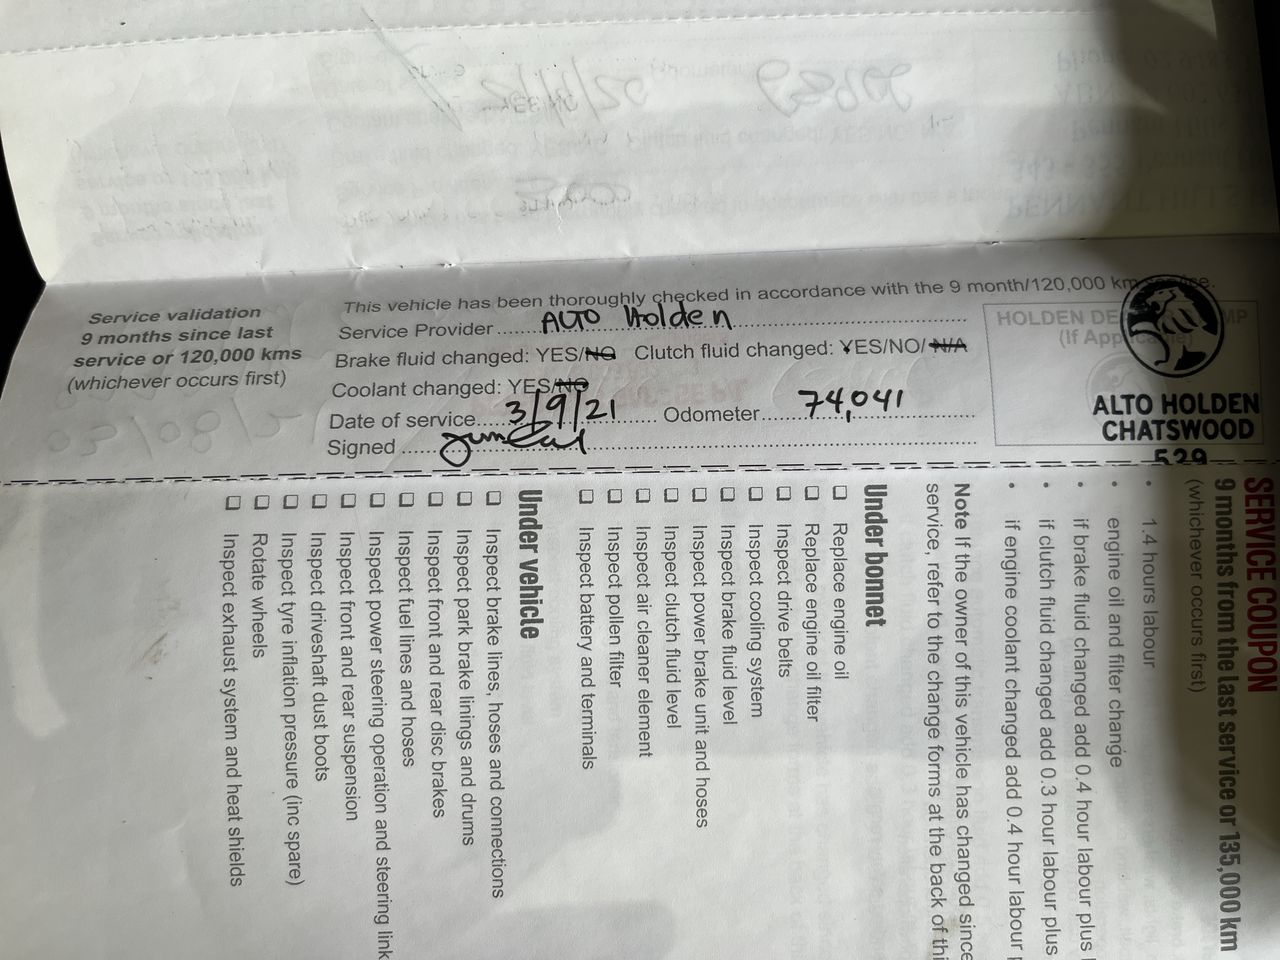 Service validation
9 months since last
service or 120,000 kms
(whichever occurs first)
This vehicle has been thoroughly checked in accordance with the 9 month/120,000 km service.
Service Provider ..... ALTO Holden
Brake fluid changed: YES/NO Clutch fluid changed: YES/NO/N/A
Coolant changed: YES/NO
Date of service..... 3/9/21 Odometer..... 74,041
Signed .....
HOLDEN DEALER STAMP
(If Applicable)
ALTO HOLDEN
CHATSWOOD
529
SERVICE COUPON
9 months from the last service or 135,000 km
(whichever occurs first)
• 1.4 hours labour
• engine oil and filter change
• if brake fluid changed add 0.4 hour labour plus
• if clutch fluid changed add 0.3 hour labour plus
• if engine coolant changed add 0.4 hour labour
Note If the owner of this vehicle has changed since
service, refer to the change forms at the back of thi
Under bonnet
☐ Replace engine oil
☐ Replace engine oil filter
☐ Inspect drive belts
☐ Inspect cooling system
☐ Inspect brake fluid level
☐ Inspect power brake unit and hoses
☐ Inspect clutch fluid level
☐ Inspect air cleaner element
☐ Inspect pollen filter
☐ Inspect battery and terminals
Under vehicle
☐ Inspect brake lines, hoses and connections
☐ Inspect park brake linings and drums
☐ Inspect front and rear disc brakes
☐ Inspect fuel lines and hoses
☐ Inspect power steering operation and steering link
☐ Inspect front and rear suspension
☐ Inspect driveshaft dust boots
☐ Inspect tyre inflation pressure (inc spare)
☐ Rotate wheels
☐ Inspect exhaust system and heat shields